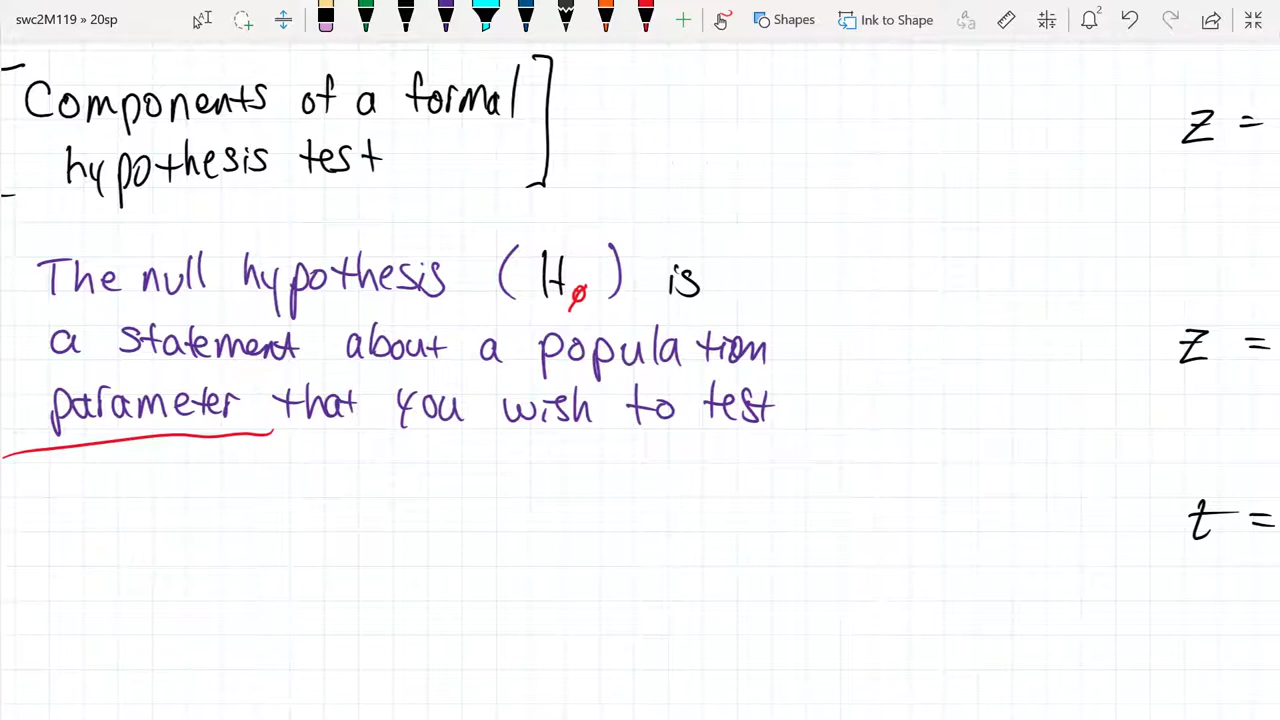 swc2M119 » 20sp
Shapes
Ink to Shape
2
Components of a formal
hypothesis test
The null hypothesis (H∅) is
a statement about a population
parameter that you wish to test
z =
z =
t =